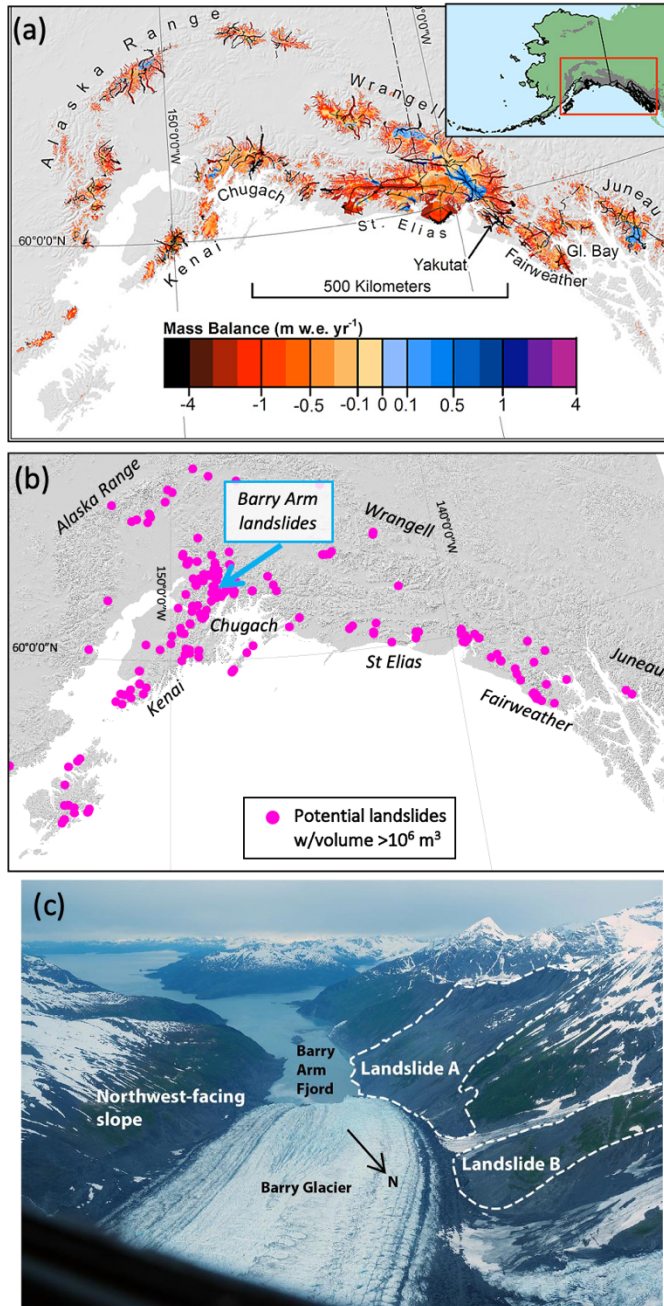 (a)
Alaska Range
Wrangell
150°0'0"W
Chugach
Juneau
St. Elias
60°0'0"N
Kenai
Gl. Bay
Yakutat
Fairweather
500 Kilometers
Mass Balance (m w.e. yr-1)
-4 -1 -0.5 -0.1 0 0.1 0.5 1 4
(b)
Alaska Range
Barry Arm
landslides
Wrangell
140°0'0"W
150°0'0"W
Chugach
60°0'0"N
St Elias
Juneau
Kenai
Fairweather
Potential landslides
w/volume >10⁶ m³
(c)
Barry
Arm
Fjord
Landslide A
Northwest-facing
slope
Landslide B
N
Barry Glacier